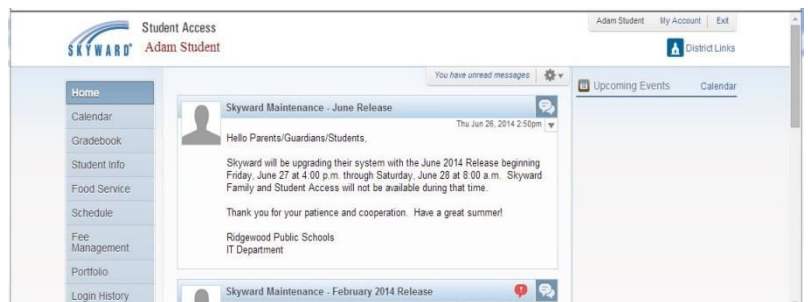 Student Access
SKYWARD®
Adam Student
Adam Student My Account Exit
District Links
You have unread messages
Home
Calendar
Gradebook
Student Info
Food Service
Schedule
Fee
Management
Portfolio
Login History
Skyward Maintenance - June Release
Thu Jun 26, 2014 2:50pm
Hello Parents/Guardians/Students,
Skyward will be upgrading their system with the June 2014 Release beginning
Friday, June 27 at 4:00 p.m. through Saturday, June 28 at 8:00 a.m. Skyward
Family and Student Access will not be available during that time.
Thank you for your patience and cooperation. Have a great summer!
Ridgewood Public Schools
IT Department
Skyward Maintenance - February 2014 Release
Upcoming Events Calendar